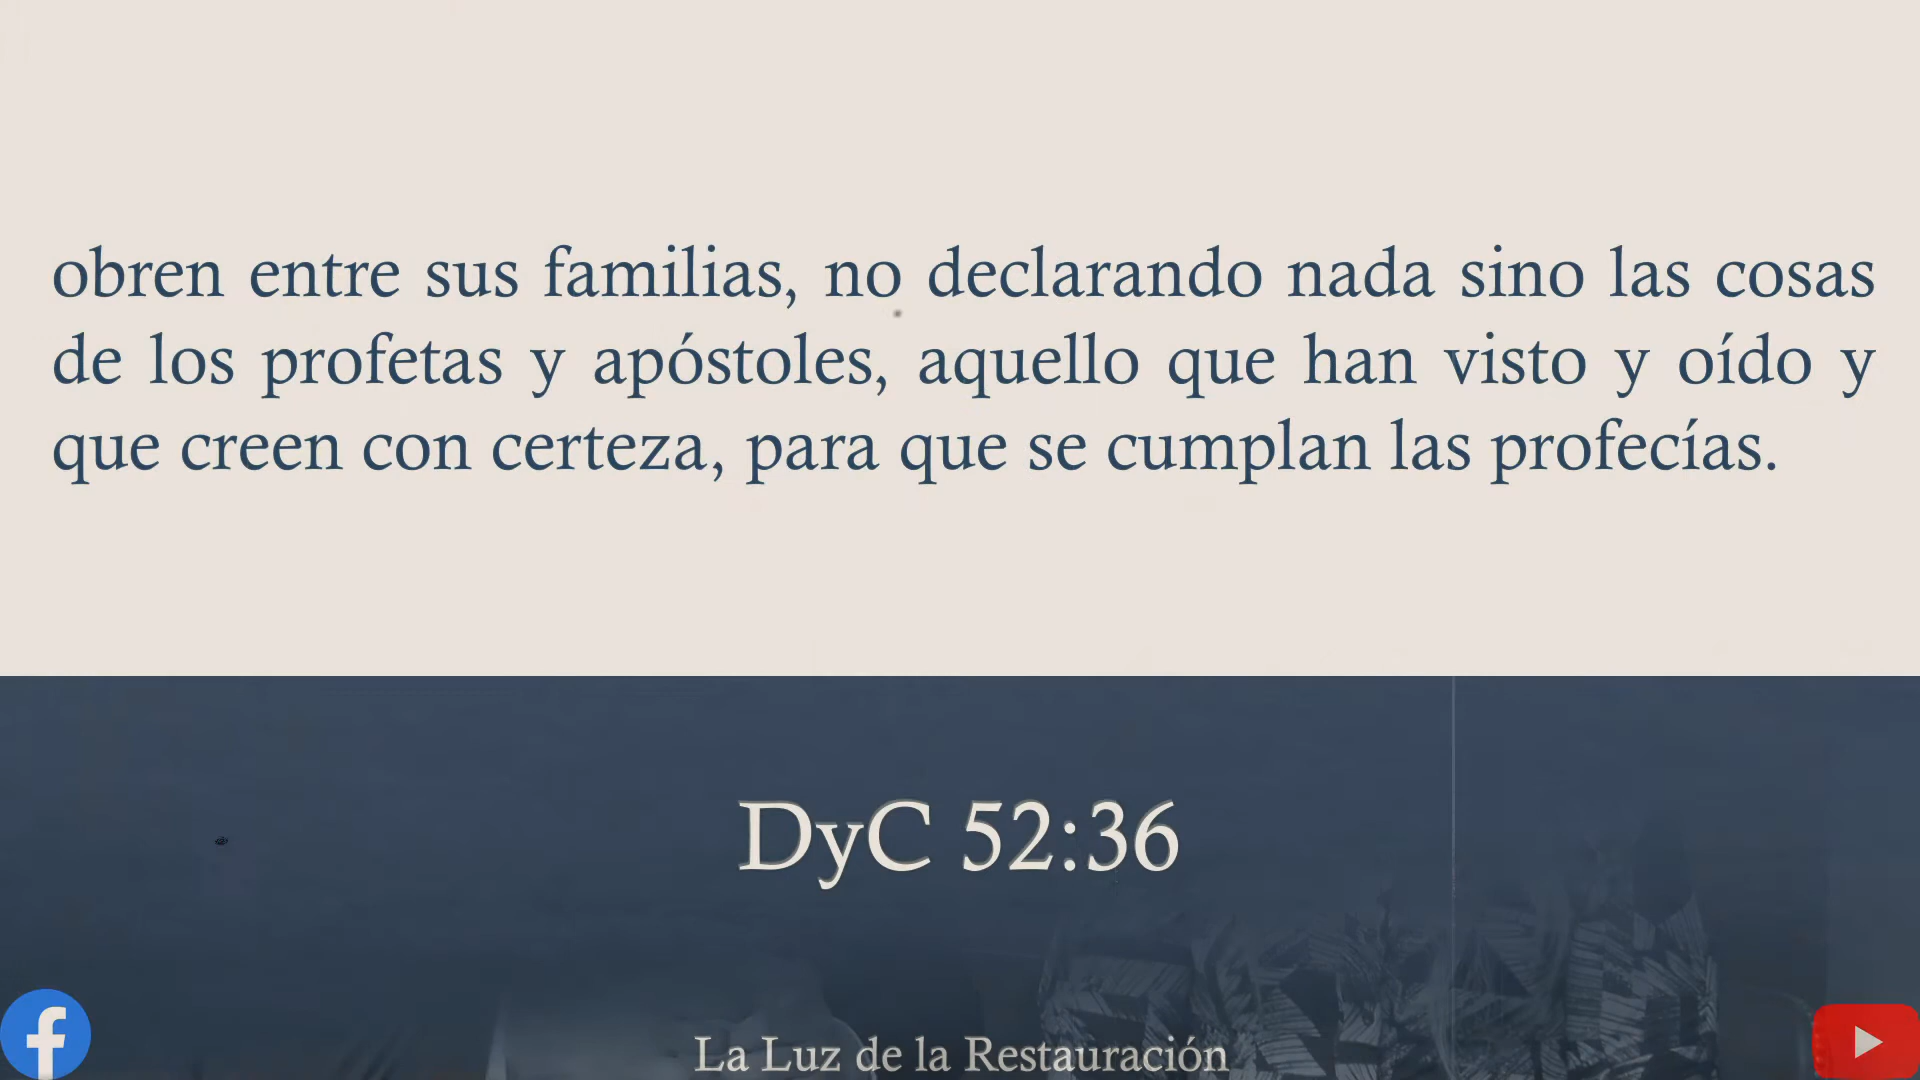 obren entre sus familias, no declarando nada sino las cosas
de los profetas y apóstoles, aquello que han visto y oído y
que creen con certeza, para que se cumplan las profecías.
DyC 52:36
La Luz de la Restauración